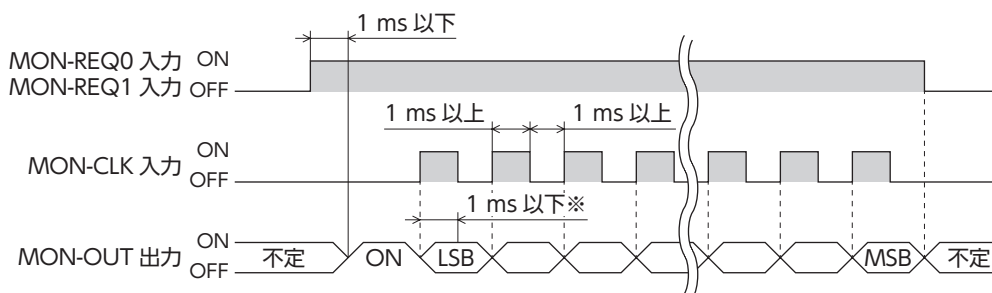 1 ms 以下
MON-REQ0 入力 ON
MON-REQ1 入力 OFF
1 ms 以上 1 ms 以上
MON-CLK 入力 ON
OFF
1 ms 以下※
MON-OUT 出力 ON
OFF
不定 ON LSB MSB 不定